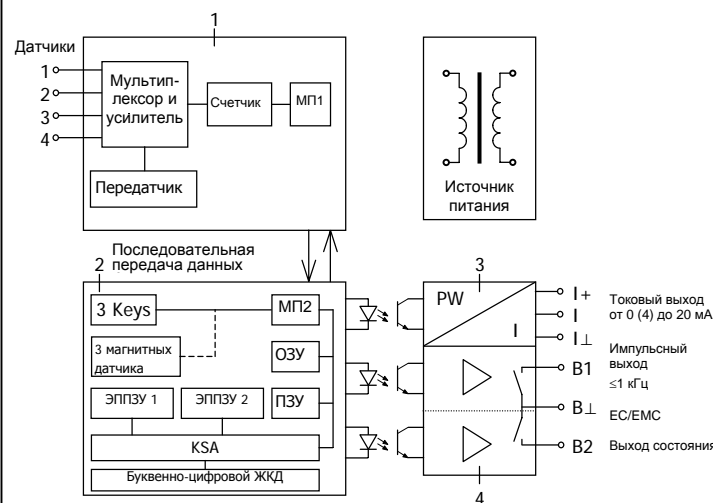 1
Датчики
1
2
3
4
Мультип-
лексор и
усилитель
Счетчик
МП1
Передатчик
Источник
питания
Последовательная
передача данных
2
3 Keys
МП2
3 магнитных
датчика
ОЗУ
ЭППЗУ 1
ЭППЗУ 2
ПЗУ
KSA
Буквенно-цифровой ЖКД
3
PW
I
I+
I
I⊥
Токовый выход
от 0 (4) до 20 мА
B1
Импульсный
выход
≤1 кГц
B⊥
EC/EMC
B2
Выход состояния
4